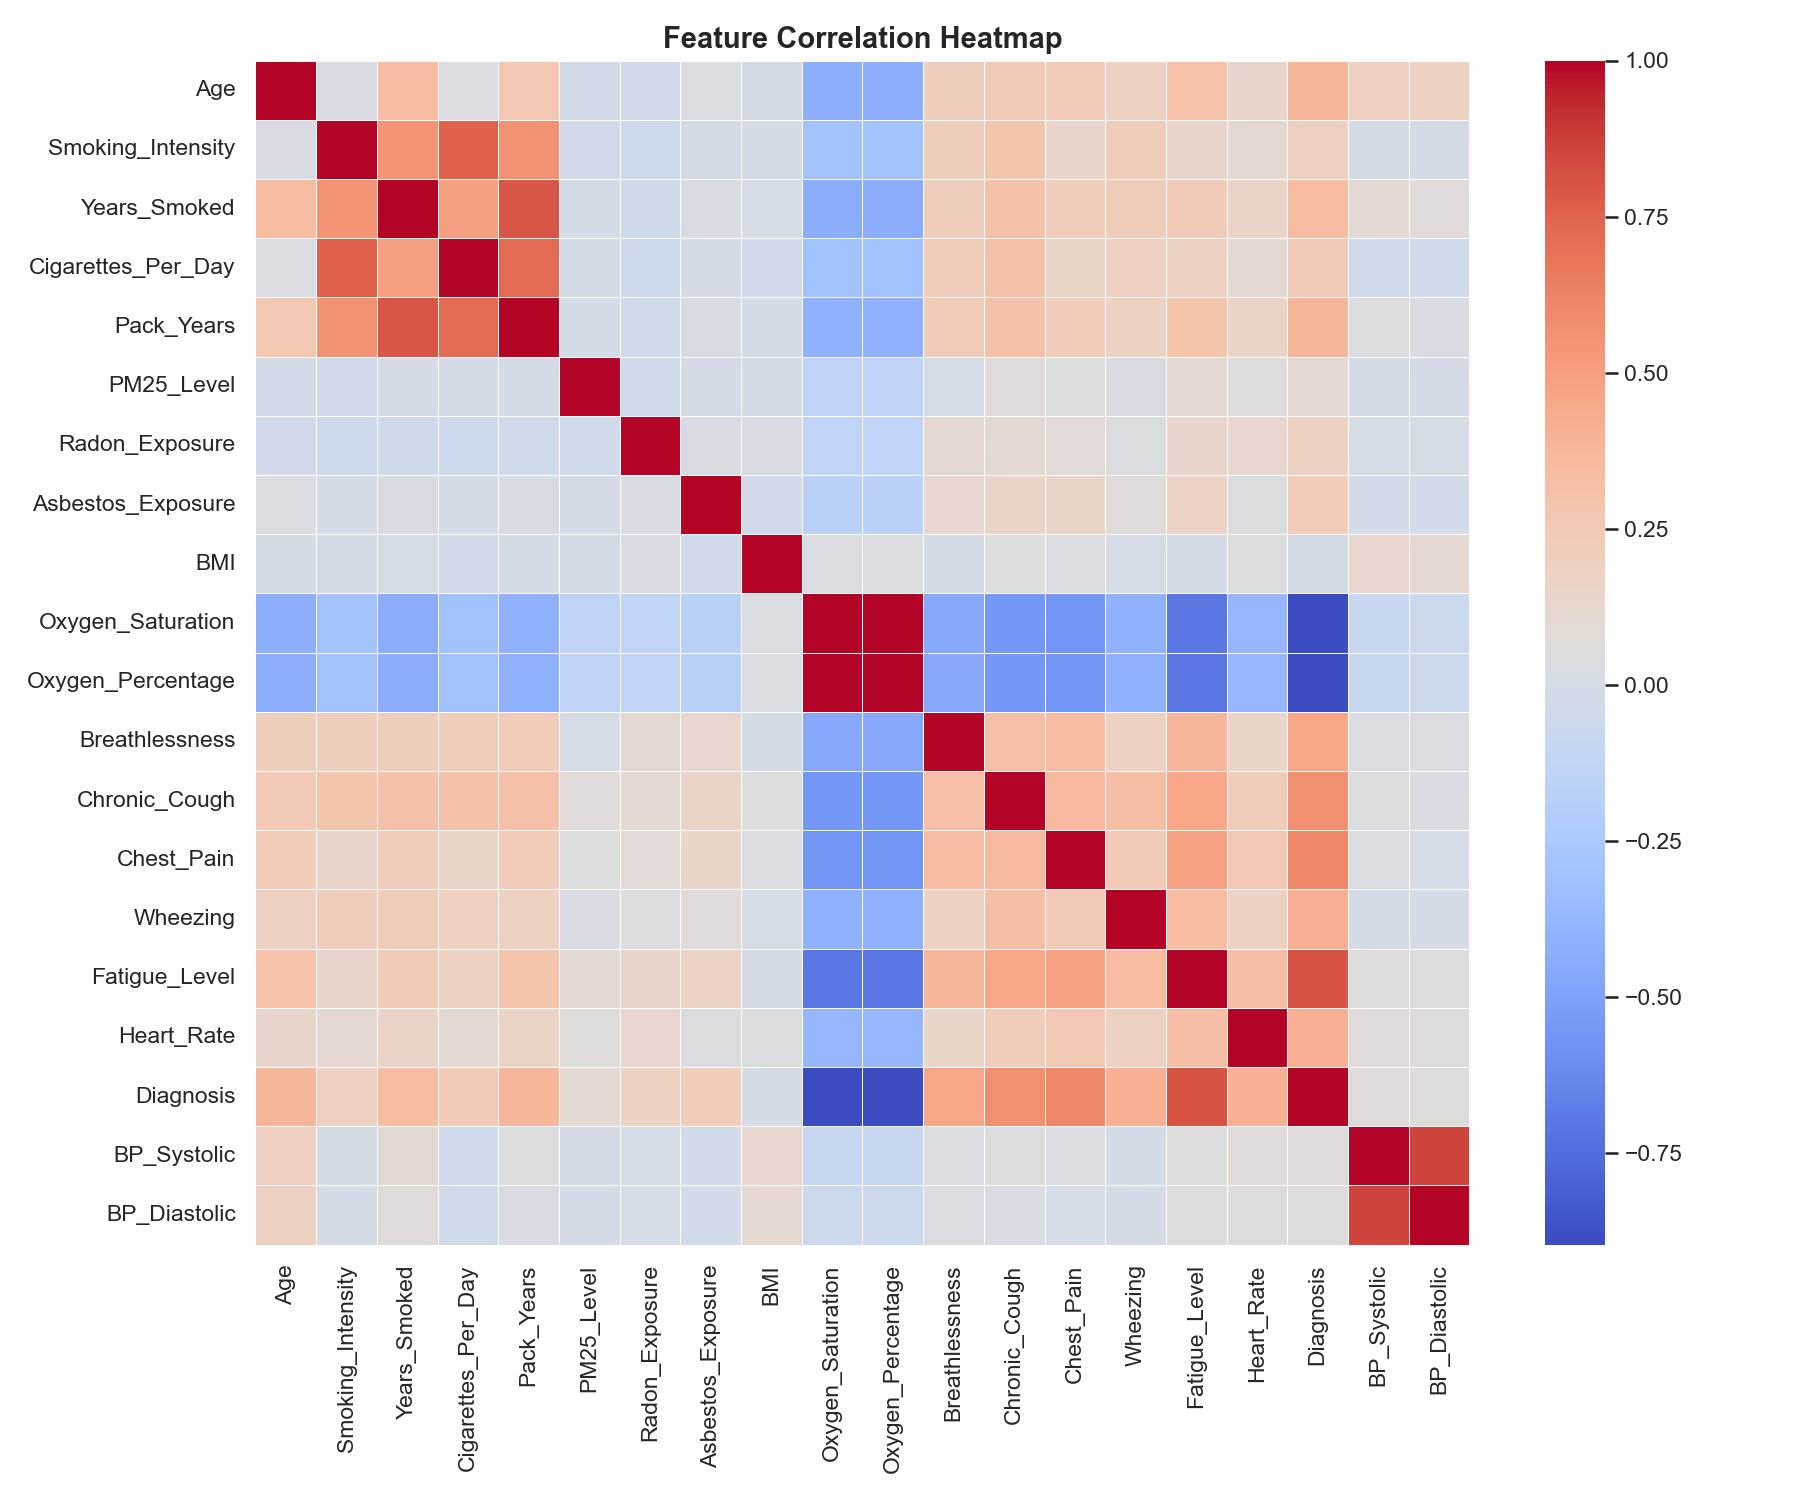 Feature Correlation Heatmap
Age
Smoking_Intensity
Years_Smoked
Cigarettes_Per_Day
Pack_Years
PM25_Level
Radon_Exposure
Asbestos_Exposure
BMI
Oxygen_Saturation
Oxygen_Percentage
Breathlessness
Chronic_Cough
Chest_Pain
Wheezing
Fatigue_Level
Heart_Rate
Diagnosis
BP_Systolic
BP_Diastolic
Age
Smoking_Intensity
Years_Smoked
Cigarettes_Per_Day
Pack_Years
PM25_Level
Radon_Exposure
Asbestos_Exposure
BMI
Oxygen_Saturation
Oxygen_Percentage
Breathlessness
Chronic_Cough
Chest_Pain
Wheezing
Fatigue_Level
Heart_Rate
Diagnosis
BP_Systolic
BP_Diastolic
1.00
0.75
0.50
0.25
0.00
−0.25
−0.50
−0.75